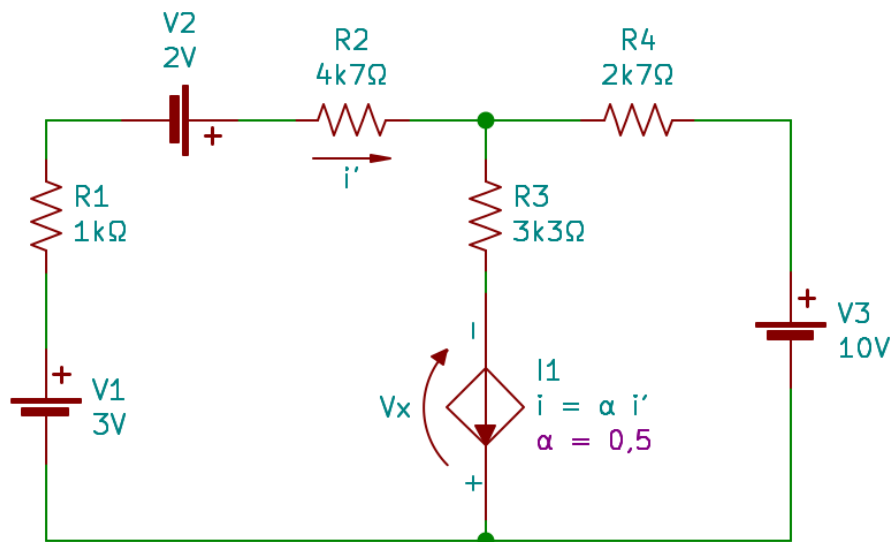 V2
2V
+
R2
4k7Ω
i'
R4
2k7Ω
R1
1kΩ
R3
3k3Ω
+
V1
3V
Vx
−
+
I1
i = α i'
α = 0,5
+
V3
10V